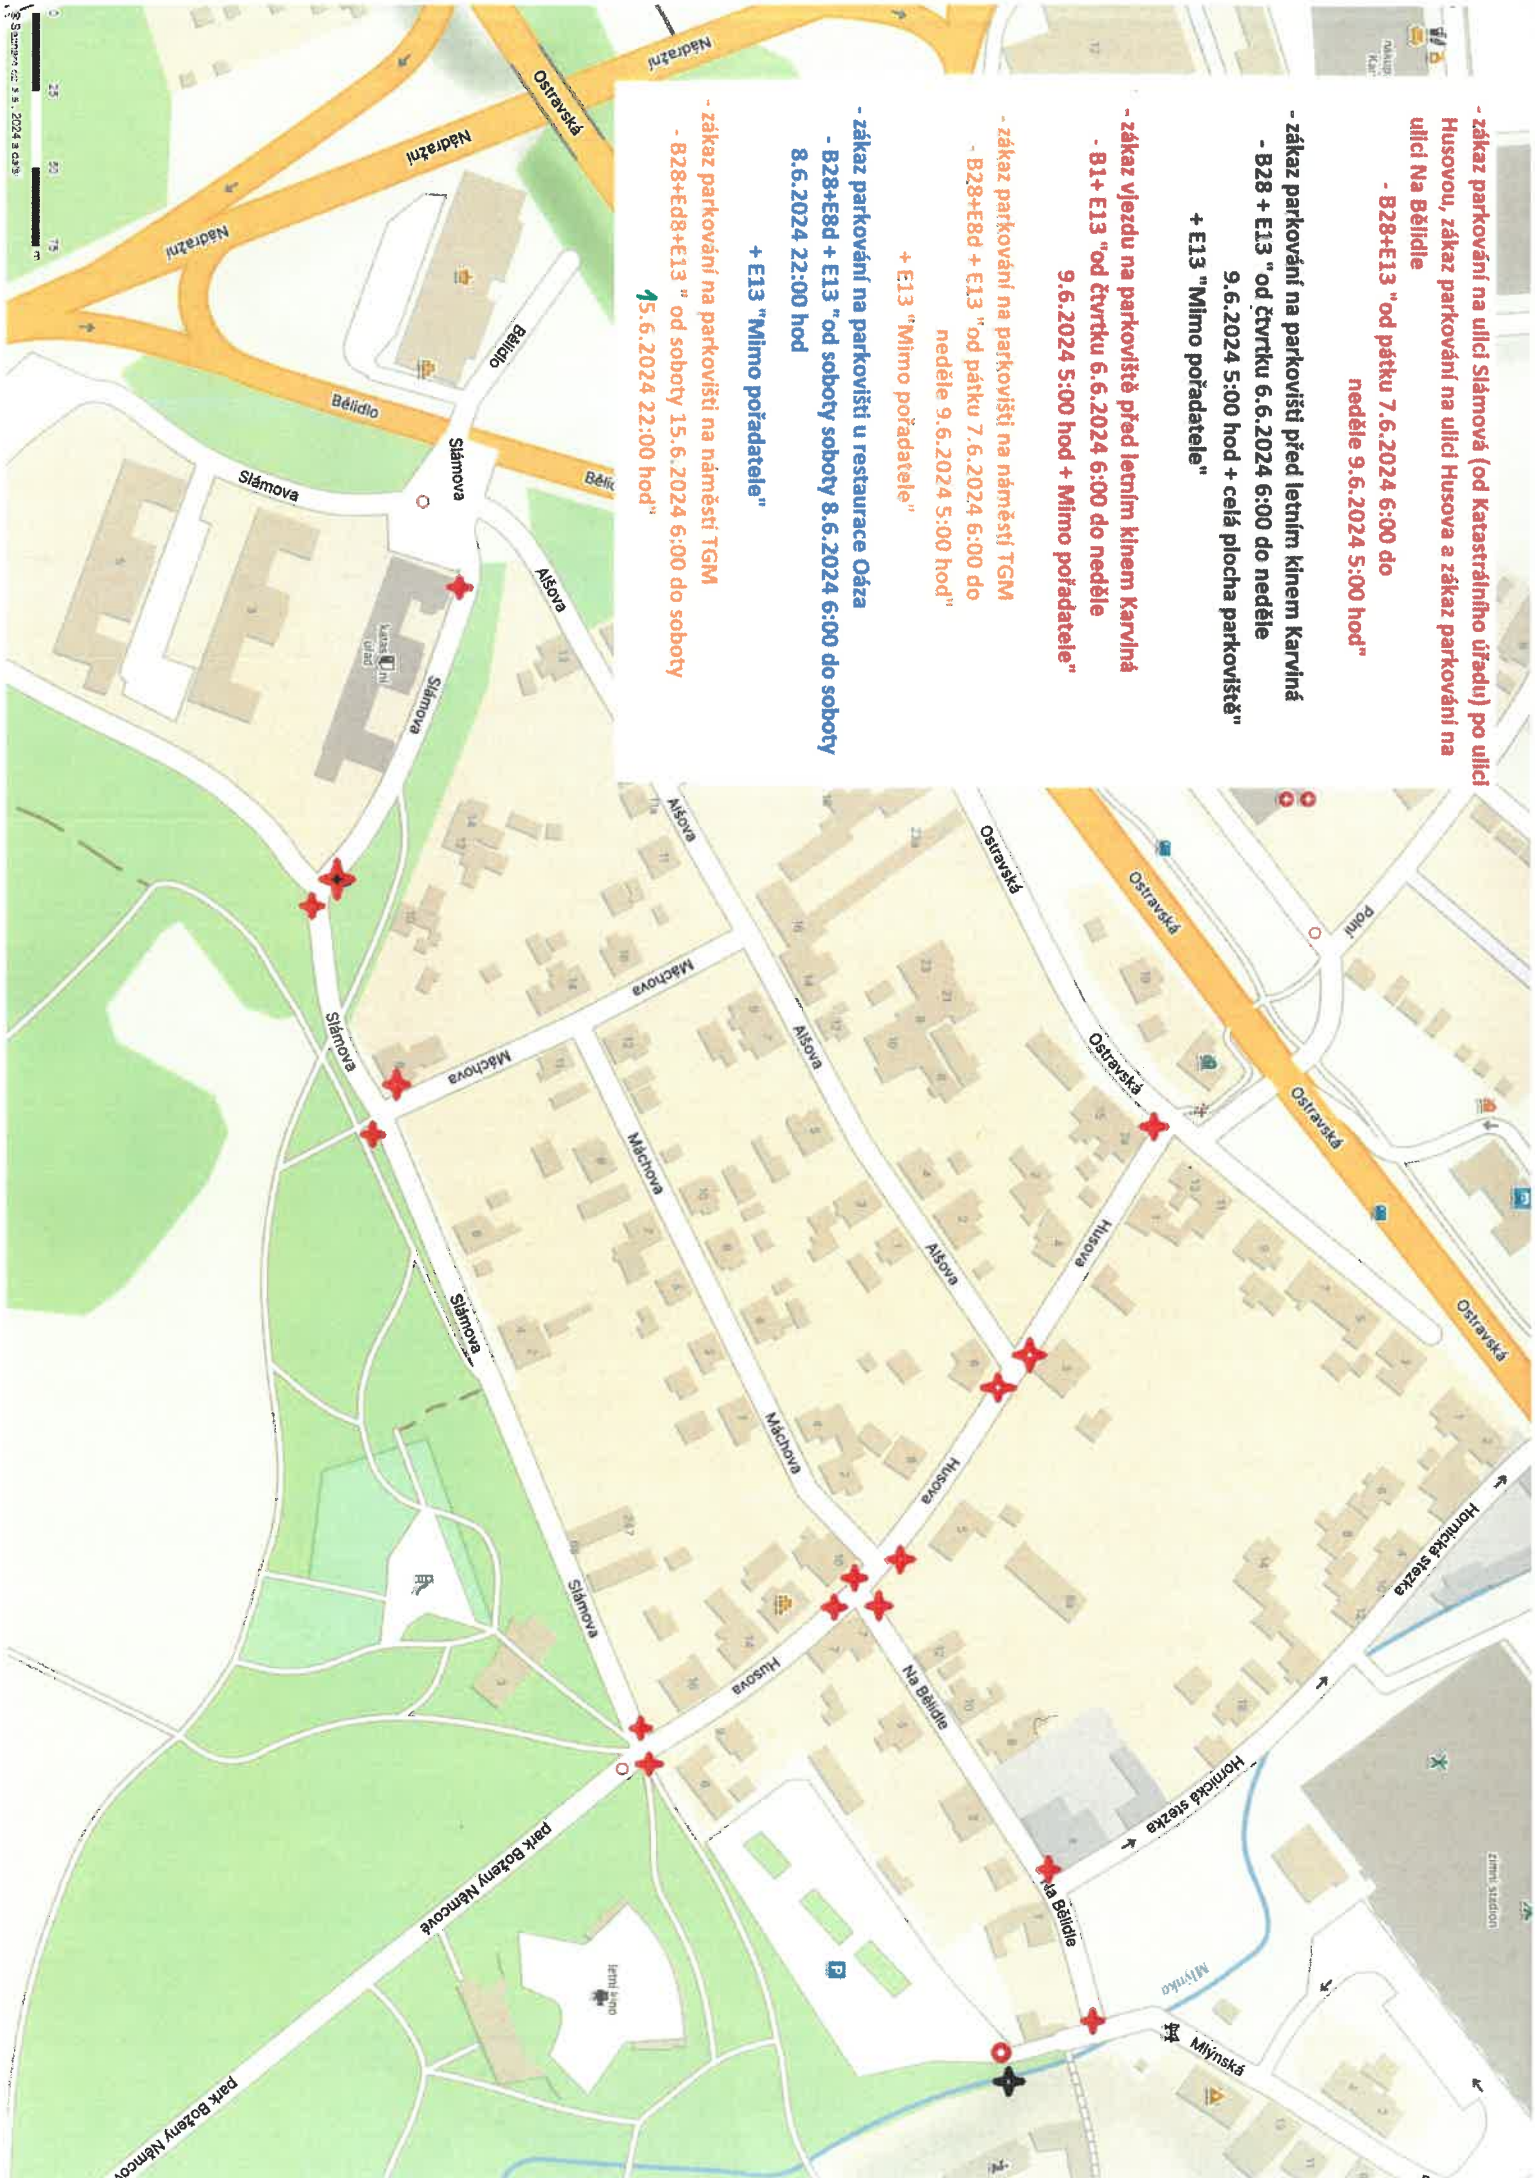 - zákaz parkování na ulici Slámová (od Katastrálního úřadu) po ulici
Husovou, zákaz parkování na ulici Husova a zákaz parkování na
ulici Na Bělidle
- B28+E13 "od pátku 7.6.2024 6:00 do
neděle 9.6.2024 5:00 hod"
- zákaz parkování na parkovišti před letním kinem Karviná
- B28 + E13 "od čtvrtku 6.6.2024 6:00 do neděle
9.6.2024 5:00 hod + celá plocha parkoviště"
+ E13 "Mimo pořadatele"
- zákaz vjezdu na parkoviště před letním kinem Karviná
- B1+ E13 "od čtvrtku 6.6.2024 6:00 do neděle
9.6.2024 5:00 hod + Mimo pořadatele"
- zákaz parkování na parkovišti na náměstí TGM
- B28+E8d + E13 "od pátku 7.6.2024 6:00 do
neděle 9.6.2024 5:00 hod"
+ E13 "Mimo pořadatele"
- zákaz parkování na parkovišti u restaurace Oáza
- B28+E8d + E13 "od soboty soboty 8.6.2024 6:00 do soboty
8.6.2024 22:00 hod
+ E13 "Mimo pořadatele"
- zákaz parkování na parkovišti na náměstí TGM
- B28+Ed8+E13 " od soboty 15.6.2024 6:00 do soboty
15.6.2024 22:00 hod"
Nádražní
Ostravská
Nádražní
Nádražní
Bělidlo
Bělidlo
Slámova
Slámova
Alšova
Slámova
Alšova
Ostravská
Ostravská
Polní
Máchova
Slámova
Máchova
Alšova
Ostravská
Ostravská
Máchova
Husova
Alšova
Slámova
Ostravská
Máchova
Husova
Hornická stezka
Slámova
Husova
Na Bělidle
Hornická stezka
park Boženy Němcové
letní kino
P
Na Bělidle
Mlýnka
Mlýnská
zimní stadion
park Boženy Němcov
0 25 50 75 m